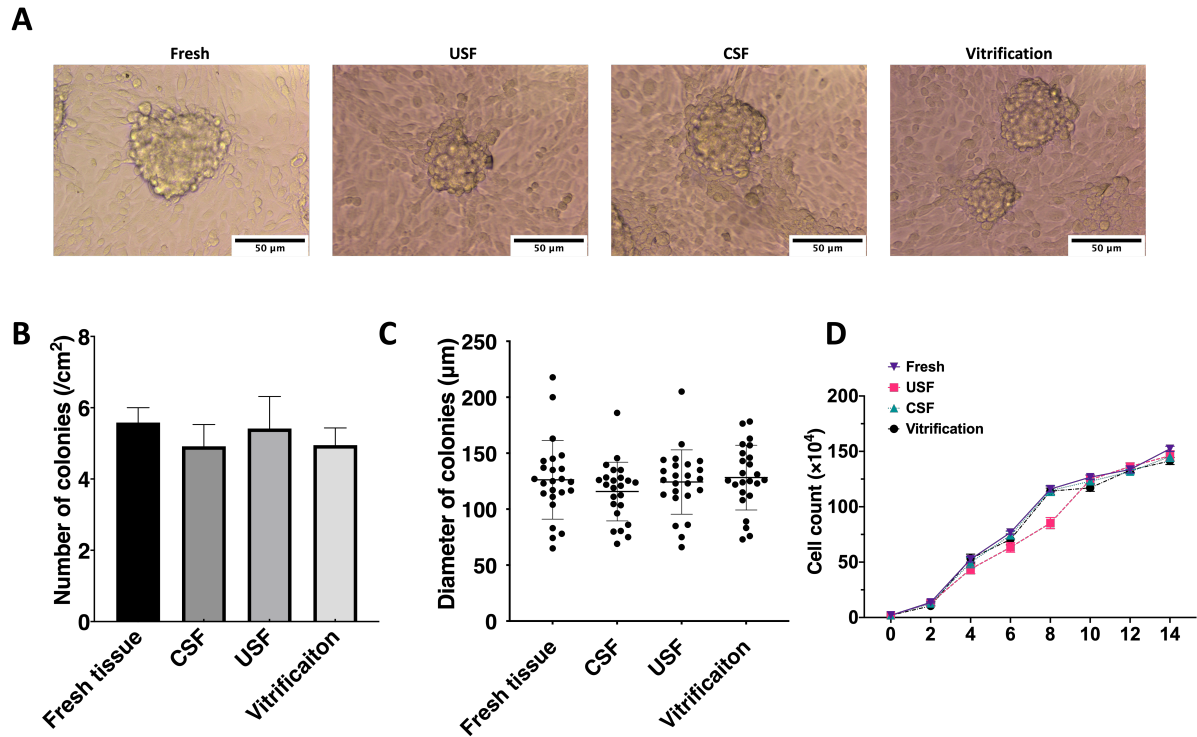 A
Fresh
USF
CSF
Vitrification
50 µm
50 µm
50 µm
50 µm
B
Number of colonies (/cm²)
8
6
4
2
0
Fresh tissue
CSF
USF
Vitrificaiton
C
Diameter of colonies (µm)
250
200
150
100
50
0
Fresh tissue
CSF
USF
Vitrificaiton
D
Fresh
USF
CSF
Vitrification
Cell count (×10⁴)
200
150
100
50
0
0 2 4 6 8 10 12 14